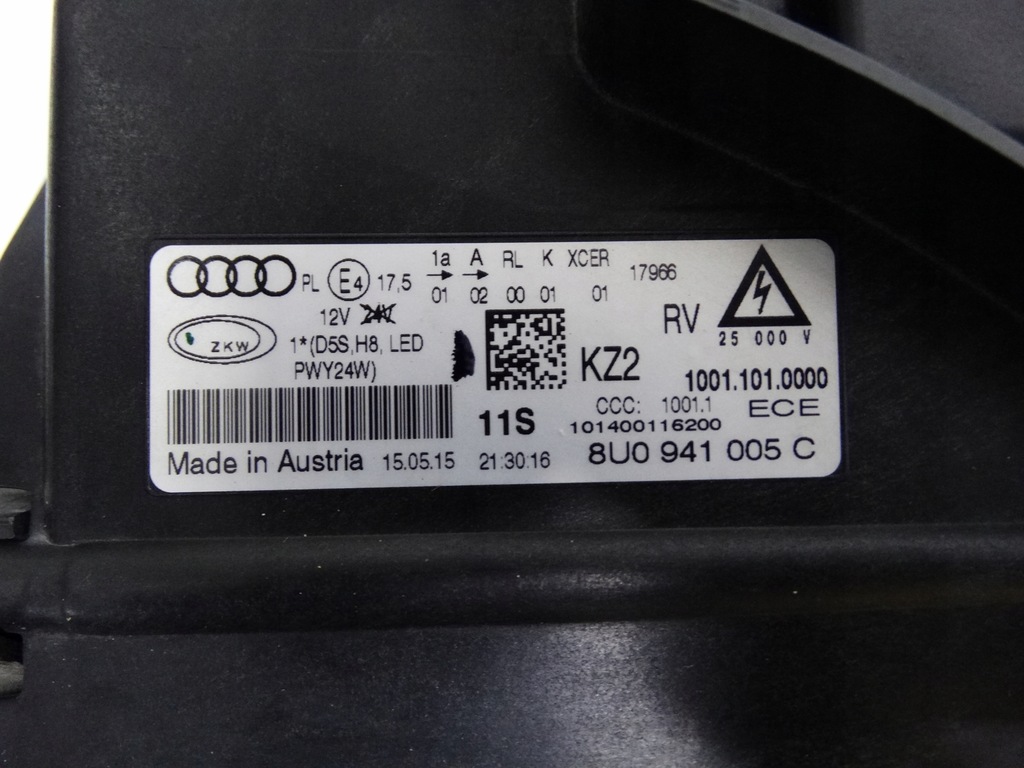 PL E4 17,5 1a A RL K XCER 17966
01 02 00 01 01
12V 24V
ZKW 1*(D5S,H8, LED
PWY24W)
RV
25 000 V
KZ2
1001.101.0000
CCC: 1001.1 ECE
11S 101400116200
Made in Austria 15.05.15 21:30:16 8U0 941 005 C